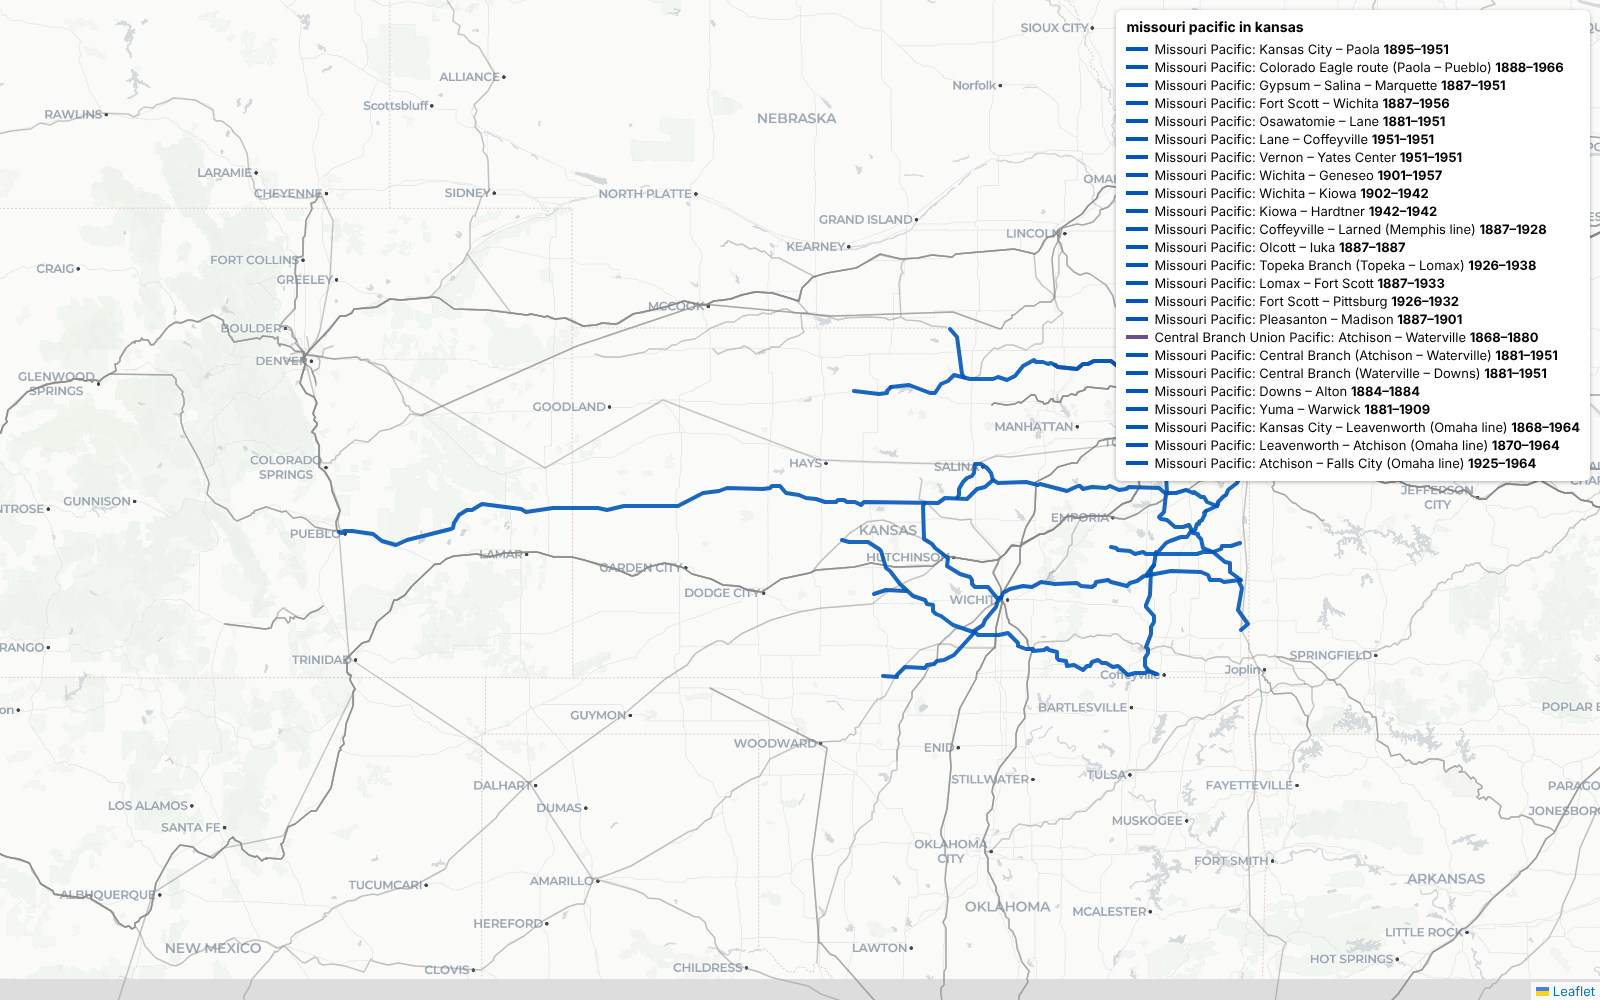 missouri pacific in kansas
Missouri Pacific: Kansas City – Paola 1895–1951
Missouri Pacific: Colorado Eagle route (Paola – Pueblo) 1888–1966
Missouri Pacific: Gypsum – Salina – Marquette 1887–1951
Missouri Pacific: Fort Scott – Wichita 1887–1956
Missouri Pacific: Osawatomie – Lane 1881–1951
Missouri Pacific: Lane – Coffeyville 1951–1951
Missouri Pacific: Vernon – Yates Center 1951–1951
Missouri Pacific: Wichita – Geneseo 1901–1957
Missouri Pacific: Wichita – Kiowa 1902–1942
Missouri Pacific: Kiowa – Hardtner 1942–1942
Missouri Pacific: Coffeyville – Larned (Memphis line) 1887–1928
Missouri Pacific: Olcott – Iuka 1887–1887
Missouri Pacific: Topeka Branch (Topeka – Lomax) 1926–1938
Missouri Pacific: Lomax – Fort Scott 1887–1933
Missouri Pacific: Fort Scott – Pittsburg 1926–1932
Missouri Pacific: Pleasanton – Madison 1887–1901
Central Branch Union Pacific: Atchison – Waterville 1868–1880
Missouri Pacific: Central Branch (Atchison – Waterville) 1881–1951
Missouri Pacific: Central Branch (Waterville – Downs) 1881–1951
Missouri Pacific: Downs – Alton 1884–1884
Missouri Pacific: Yuma – Warwick 1881–1909
Missouri Pacific: Kansas City – Leavenworth (Omaha line) 1868–1964
Missouri Pacific: Leavenworth – Atchison (Omaha line) 1870–1964
Missouri Pacific: Atchison – Falls City (Omaha line) 1925–1964
SIOUX CITY
ALLIANCE
Norfolk
Scottsbluff
RAWLINS
NEBRASKA
LARAMIE
CHEYENNE
SIDNEY
NORTH PLATTE
OMA
GRAND ISLAND
LINCOLN
KEARNEY
FORT COLLINS
CRAIG
GREELEY
MCCOOK
BOULDER
DENVER
GLENWOOD
SPRINGS
GOODLAND
MANHATTAN
COLORADO
SPRINGS
HAYS
SALINA
JEFFERSON
CITY
GUNNISON
NTROSE
EMPORIA
PUEBLO
KANSAS
LAMAR
HUTCHINSON
GARDEN CITY
DODGE CITY
WICHIT
RANGO
TRINIDAD
SPRINGFIELD
Joplin
Coffeyville
BARTLESVILLE
POPLAR
on
GUYMON
WOODWARD
ENID
STILLWATER
TULSA
FAYETTEVILLE
DALHART
PARAGO
LOS ALAMOS
DUMAS
JONESBORO
SANTA FE
MUSKOGEE
OKLAHOMA
CITY
FORT SMITH
ALBUQUERQUE
TUCUMCARI
AMARILLO
ARKANSAS
OKLAHOMA
MCALESTER
HEREFORD
LITTLE ROCK
NEW MEXICO
LAWTON
HOT SPRINGS
CLOVIS
CHILDRESS
Leaflet